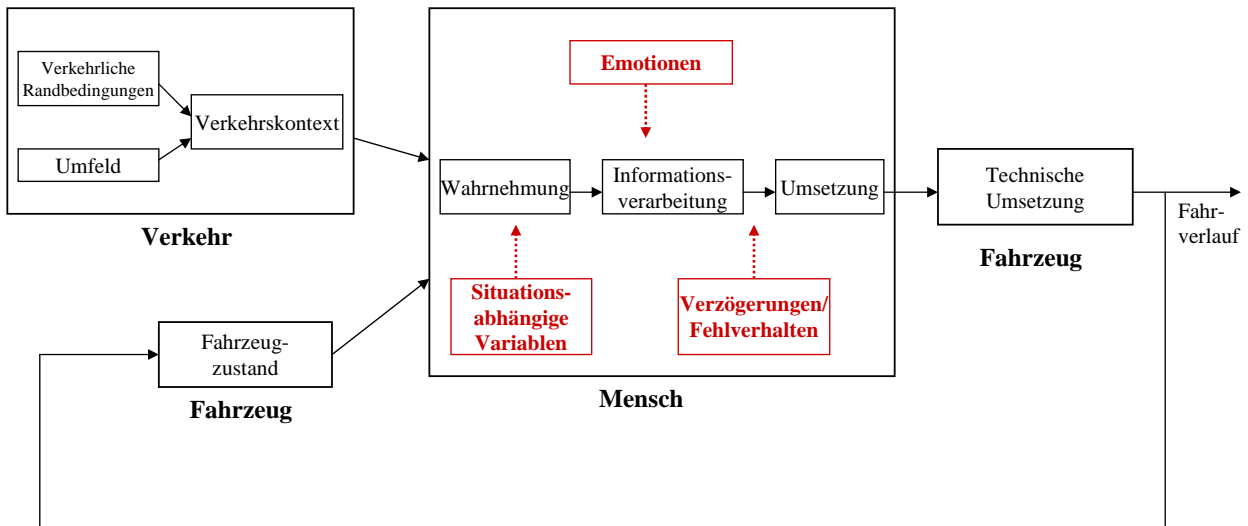 Verkehrliche
Randbedingungen
Umfeld
Verkehrskontext
Verkehr
Fahrzeug-
zustand
Fahrzeug
Emotionen
Wahrnehmung
Informations-
verarbeitung
Umsetzung
Situations-
abhängige
Variablen
Verzögerungen/
Fehlverhalten
Mensch
Technische
Umsetzung
Fahrzeug
Fahr-
verlauf